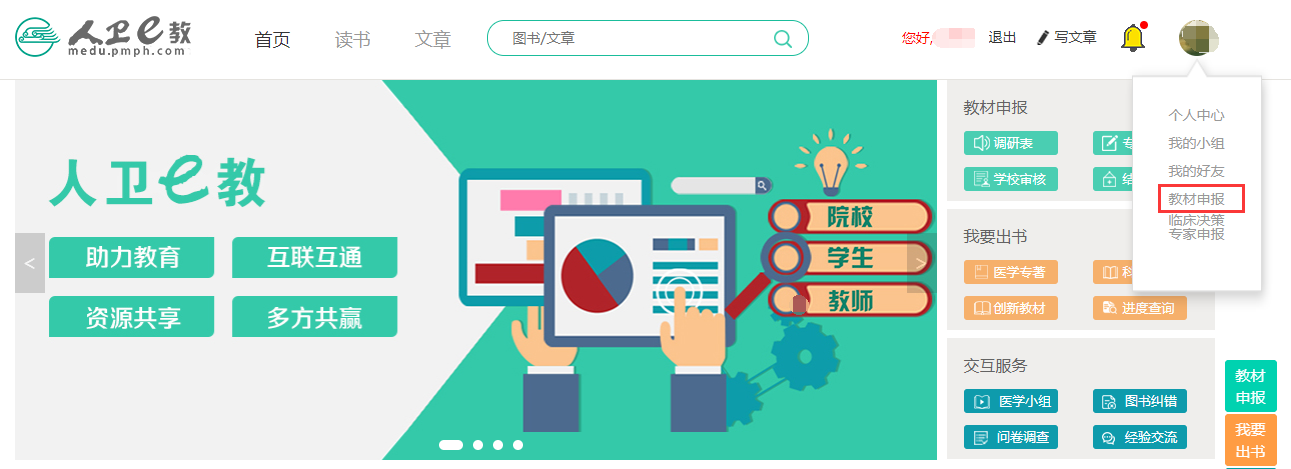 人卫e教
medu.pmph.com
首页
读书
文章
图书/文章
您好,
退出
写文章
个人中心
我的小组
我的好友
教材申报
临床决策
专家申报
人卫e教
助力教育
互联互通
资源共享
多方共赢
院校
学生
教师
<
>
教材申报
调研表
学校审核
我要出书
医学专著
创新教材
进度查询
交互服务
医学小组
图书纠错
问卷调查
经验交流
教材
申报
我要
出书